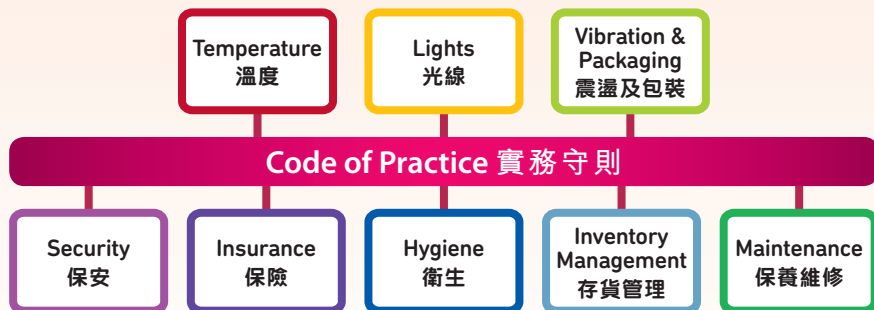 Temperature
溫度
Lights
光線
Vibration &
Packaging
震盪及包裝
Code of Practice 實務守則
Security
保安
Insurance
保險
Hygiene
衛生
Inventory
Management
存貨管理
Maintenance
保養維修